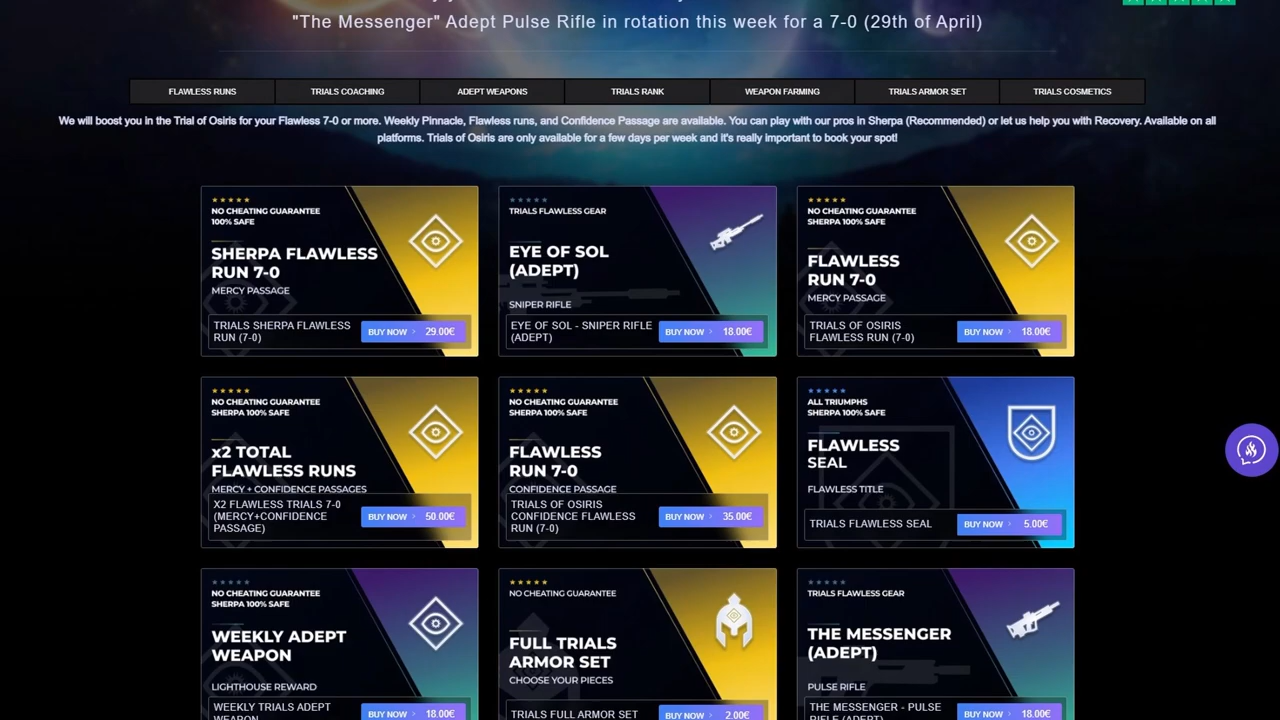 "The Messenger" Adept Pulse Rifle in rotation this week for a 7-0 (29th of April)
FLAWLESS RUNS
TRIALS COACHING
ADEPT WEAPONS
TRIALS RANK
WEAPON FARMING
TRIALS ARMOR SET
TRIALS COSMETICS
We will boost you in the Trial of Osiris for your Flawless 7-0 or more. Weekly Pinnacle, Flawless runs, and Confidence Passage are available. You can play with our pros in Sherpa (Recommended) or let us help you with Recovery. Available on all
platforms. Trials of Osiris are only available for a few days per week and it's really important to book your spot!
NO CHEATING GUARANTEE
100% SAFE
SHERPA FLAWLESS
RUN 7-0
MERCY PASSAGE
TRIALS SHERPA FLAWLESS
RUN (7-0)
BUY NOW > 29.00€
TRIALS FLAWLESS GEAR
EYE OF SOL
(ADEPT)
SNIPER RIFLE
EYE OF SOL - SNIPER RIFLE
(ADEPT)
BUY NOW > 18.00€
NO CHEATING GUARANTEE
100% SAFE
FLAWLESS
RUN 7-0
MERCY PASSAGE
TRIALS OF OSIRIS
FLAWLESS RUN (7-0)
BUY NOW > 18.00€
NO CHEATING GUARANTEE
SHERPA 100% SAFE
x2 TOTAL
FLAWLESS RUNS
MERCY + CONFIDENCE PASSAGES
X2 FLAWLESS TRIALS 7-0
(MERCY+CONFIDENCE
PASSAGE)
BUY NOW > 50.00€
NO CHEATING GUARANTEE
SHERPA 100% SAFE
FLAWLESS
RUN 7-0
CONFIDENCE PASSAGE
TRIALS OF OSIRIS
CONFIDENCE FLAWLESS
RUN (7-0)
BUY NOW > 35.00€
ALL TRIUMPHS
SHERPA 100% SAFE
FLAWLESS
SEAL
FLAWLESS TITLE
TRIALS FLAWLESS SEAL
BUY NOW > 5.00€
NO CHEATING GUARANTEE
SHERPA 100% SAFE
WEEKLY ADEPT
WEAPON
LIGHTHOUSE REWARD
WEEKLY TRIALS ADEPT
WEAPON
BUY NOW > 18.00€
NO CHEATING GUARANTEE
FULL TRIALS
ARMOR SET
CHOOSE YOUR PIECES
TRIALS FULL ARMOR SET
BUY NOW > 2.00€
TRIALS FLAWLESS GEAR
THE MESSENGER
(ADEPT)
PULSE RIFLE
THE MESSENGER - PULSE
RIFLE (ADEPT)
BUY NOW > 18.00€